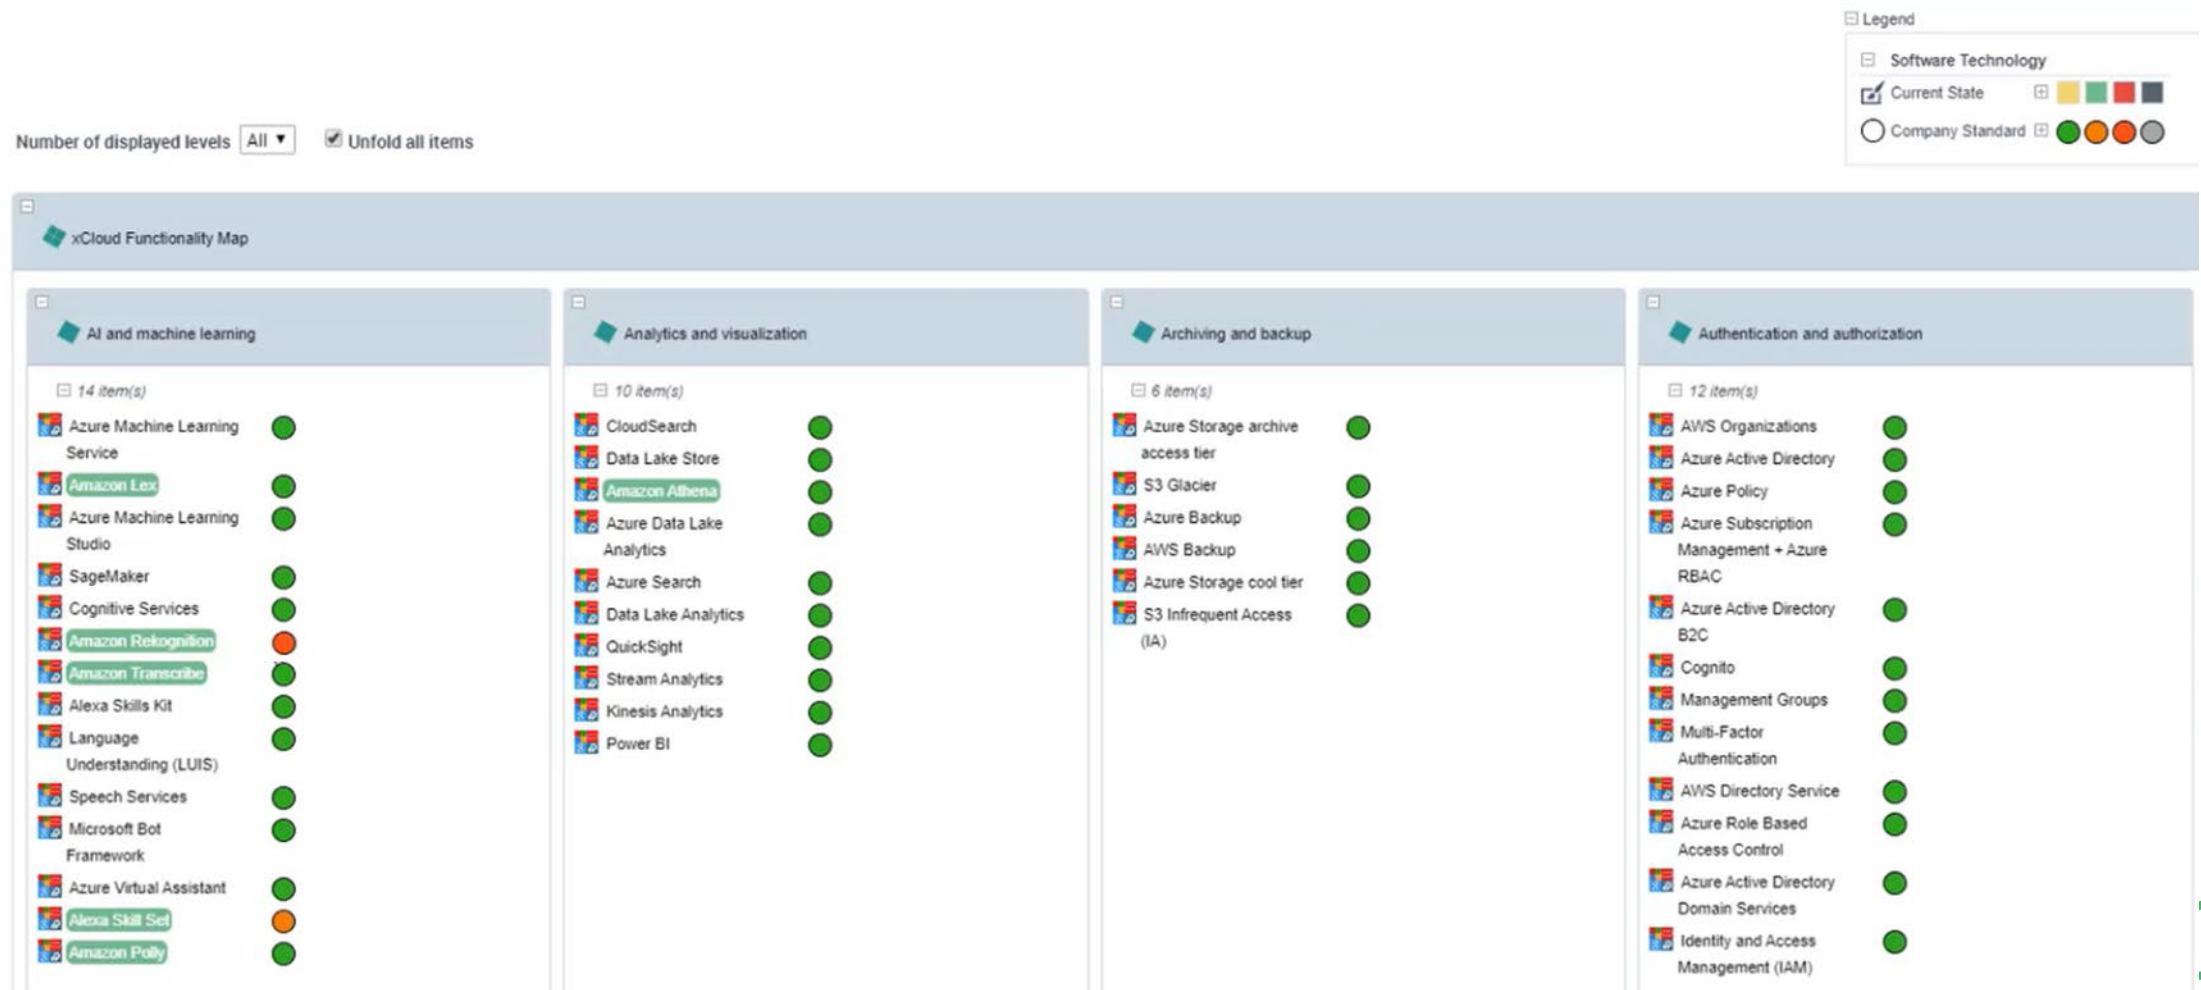 Legend
Software Technology
Current State
Company Standard
Number of displayed levels All Unfold all items
xCloud Functionality Map
AI and machine learning
14 item(s)
Azure Machine Learning
Service
Amazon Lex
Azure Machine Learning
Studio
SageMaker
Cognitive Services
Amazon Rekognition
Amazon Transcribe
Alexa Skills Kit
Language
Understanding (LUIS)
Speech Services
Microsoft Bot
Framework
Azure Virtual Assistant
Alexa Skill Set
Amazon Polly
Analytics and visualization
10 item(s)
CloudSearch
Data Lake Store
Amazon Athena
Azure Data Lake
Analytics
Azure Search
Data Lake Analytics
QuickSight
Stream Analytics
Kinesis Analytics
Power BI
Archiving and backup
6 item(s)
Azure Storage archive
access tier
S3 Glacier
Azure Backup
AWS Backup
Azure Storage cool tier
S3 Infrequent Access
(IA)
Authentication and authorization
12 item(s)
AWS Organizations
Azure Active Directory
Azure Policy
Azure Subscription
Management + Azure
RBAC
Azure Active Directory
B2C
Cognito
Management Groups
Multi-Factor
Authentication
AWS Directory Service
Azure Role Based
Access Control
Azure Active Directory
Domain Services
Identity and Access
Management (IAM)